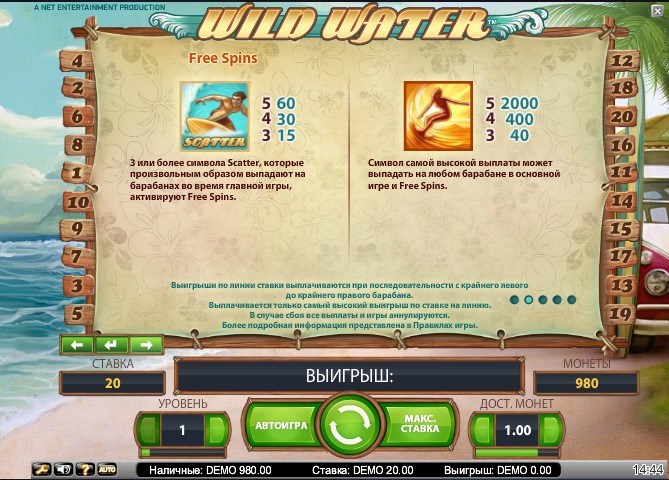 A NET ENTERTAINMENT PRODUCTION
WILD WATER™
Free Spins
4
2
6
8
1
10
9
7
3
5
SCATTER
5 60
4 30
3 15
5 2000
4 400
3 40
12
18
20
16
11
14
15
17
13
19
3 или более символа Scatter, которые
произвольным образом выпадают на
барабанах во время главной игры,
активируют Free Spins.
Символ самой высокой выплаты может
выпадать на любом барабане в основной
игре и Free Spins.
Выигрыши по линии ставки выплачиваются при последовательности с крайнего левого
до крайнего правого барабана.
Выплачивается только самый высокий выигрыш по ставке на линию.
В случае сбоя все выплаты и игры аннулируются.
Более подробная информация представлена в Правилах игры.
СТАВКА
20
ВЫИГРЫШ:
МОНЕТЫ
980
УРОВЕНЬ
1
АВТОИГРА
МАКС.
СТАВКА
ДОСТ. МОНЕТ
1.00
?
AUTO
Наличные: DEMO 980.00 Ставка: DEMO 20.00 Выигрыш: DEMO 0.00
14:44